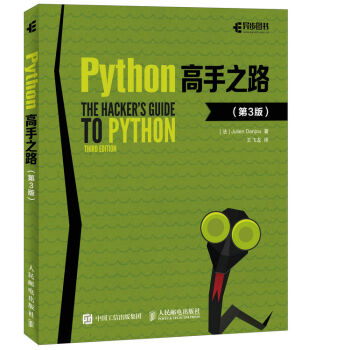 异步图书
Python 高手之路
THE HACKER'S GUIDE
TO PYTHON
THIRD EDITION
(第3版)
[法] Julien Danjou 著
王飞龙 译
中国工信出版集团
人民邮电出版社
Python
高手之路
(第3版)
人民邮电出版社